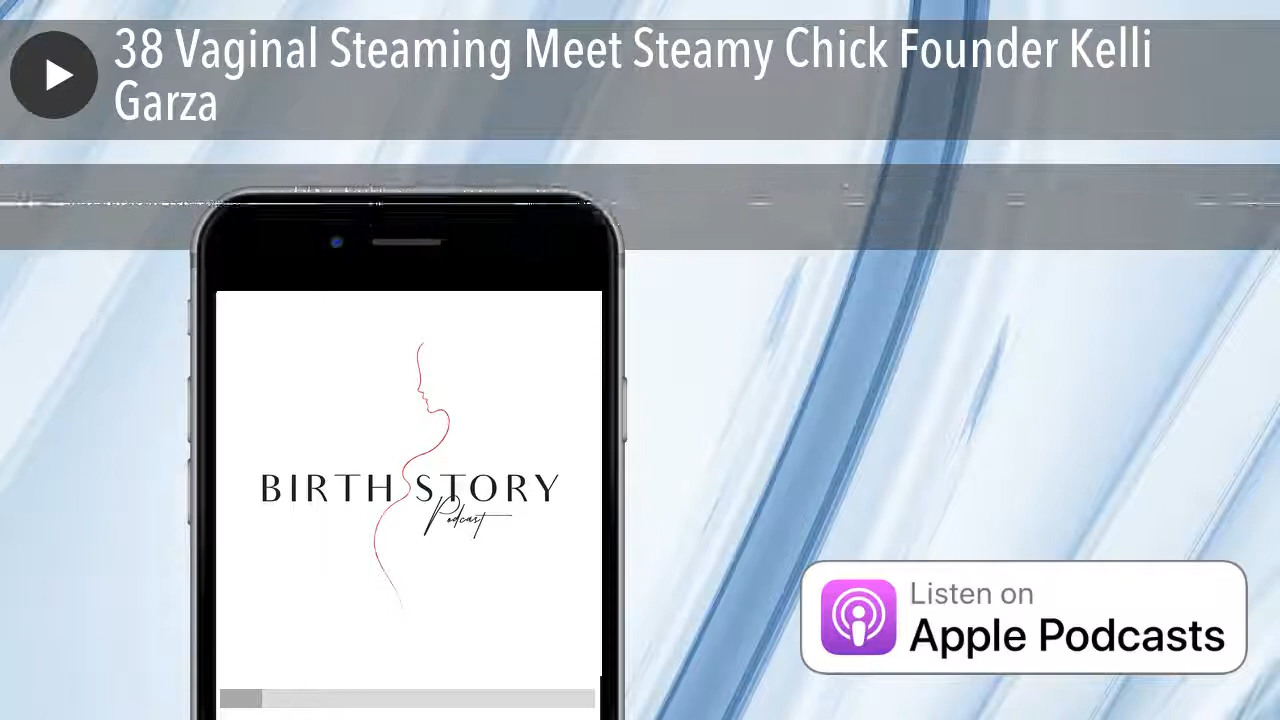 38 Vaginal Steaming Meet Steamy Chick Founder Kelli
Garza
BIRTH STORY
Podcast
Listen on
Apple Podcasts